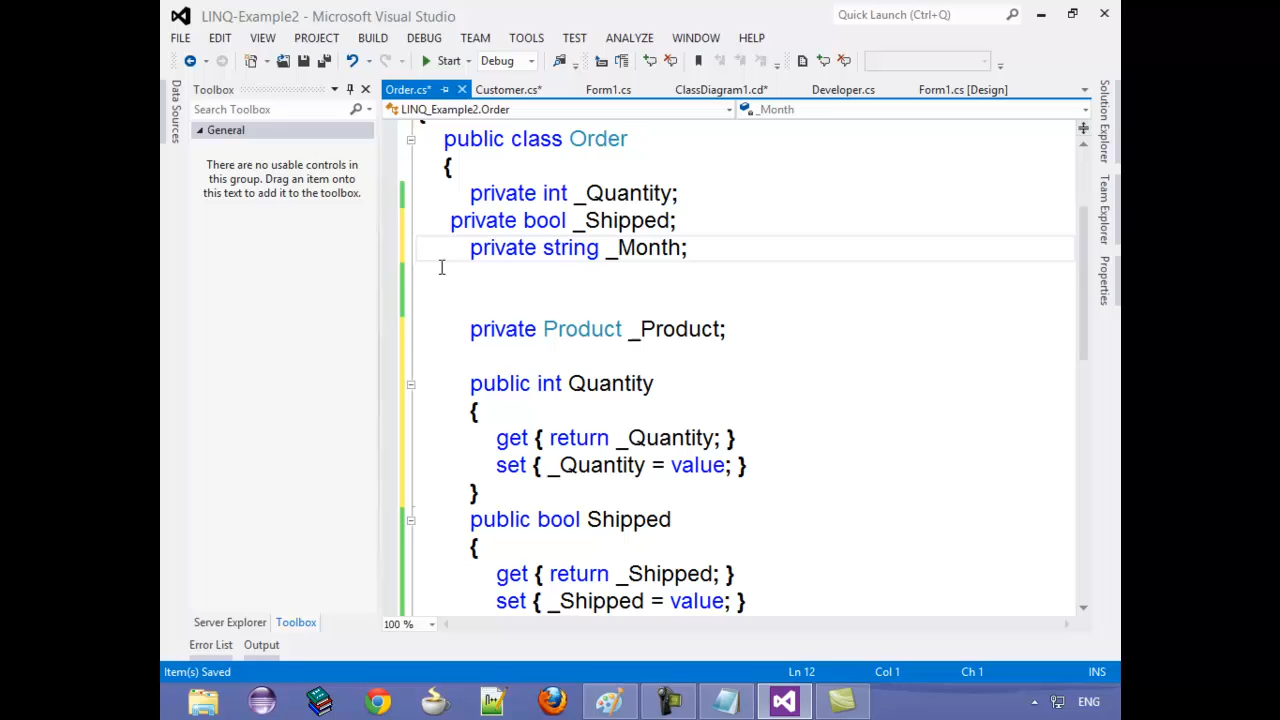 LINQ-Example2 - Microsoft Visual Studio
Quick Launch (Ctrl+Q)
FILE EDIT VIEW PROJECT BUILD DEBUG TEAM TOOLS TEST ANALYZE WINDOW HELP
Start Debug
Data Sources
Toolbox
Search Toolbox
General
There are no usable controls in
this group. Drag an item onto
this text to add it to the toolbox.
Order.cs* Customer.cs* Form1.cs ClassDiagram1.cd* Developer.cs Form1.cs [Design]
LINQ_Example2.Order _Month
{
public class Order
{
private int _Quantity;
private bool _Shipped;
private string _Month;
private Product _Product;
public int Quantity
{
get { return _Quantity; }
set { _Quantity = value; }
}
public bool Shipped
{
get { return _Shipped; }
set { _Shipped = value; }
100 %
Solution Explorer
Team Explorer
Properties
Server Explorer Toolbox
Error List Output
Item(s) Saved Ln 12 Col 1 Ch 1 INS
N++
ENG